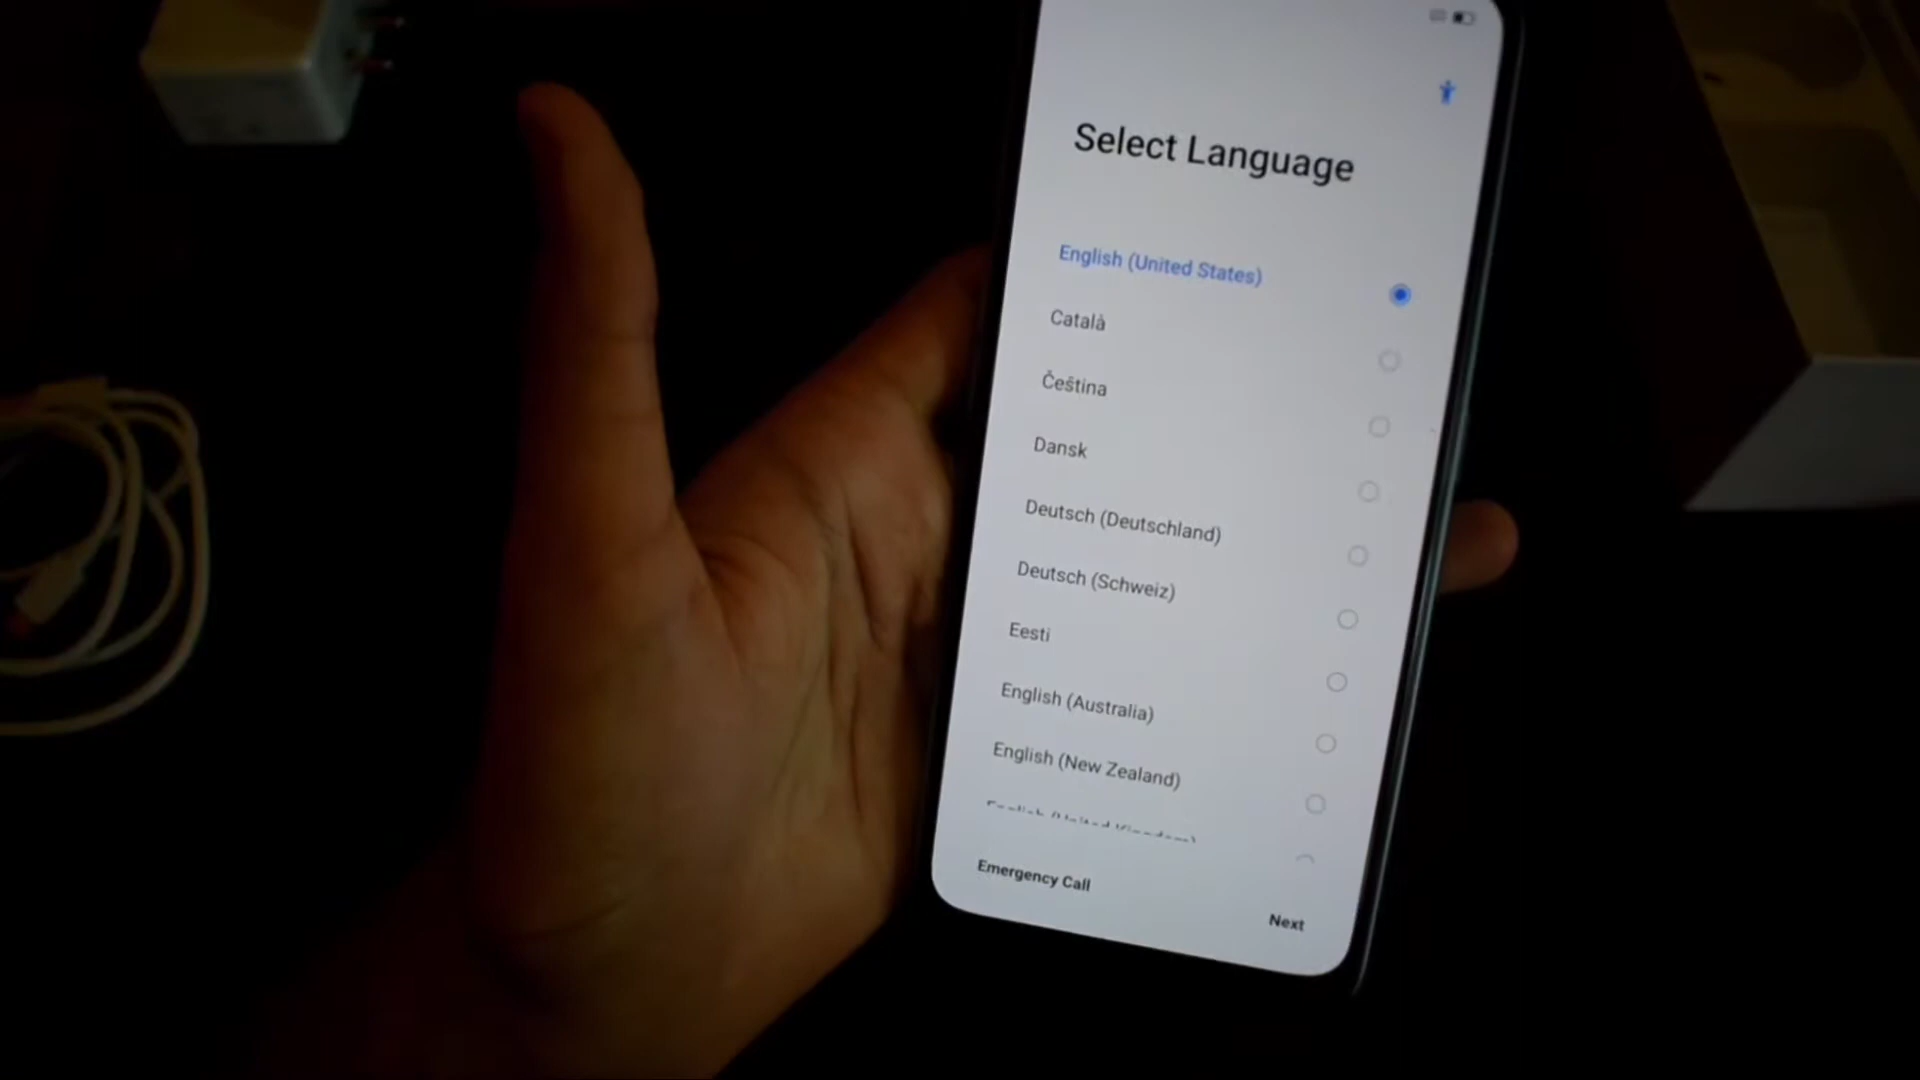 Select Language
English (United States)
Català
Čeština
Dansk
Deutsch (Deutschland)
Deutsch (Schweiz)
Eesti
English (Australia)
English (New Zealand)
Emergency Call
Next